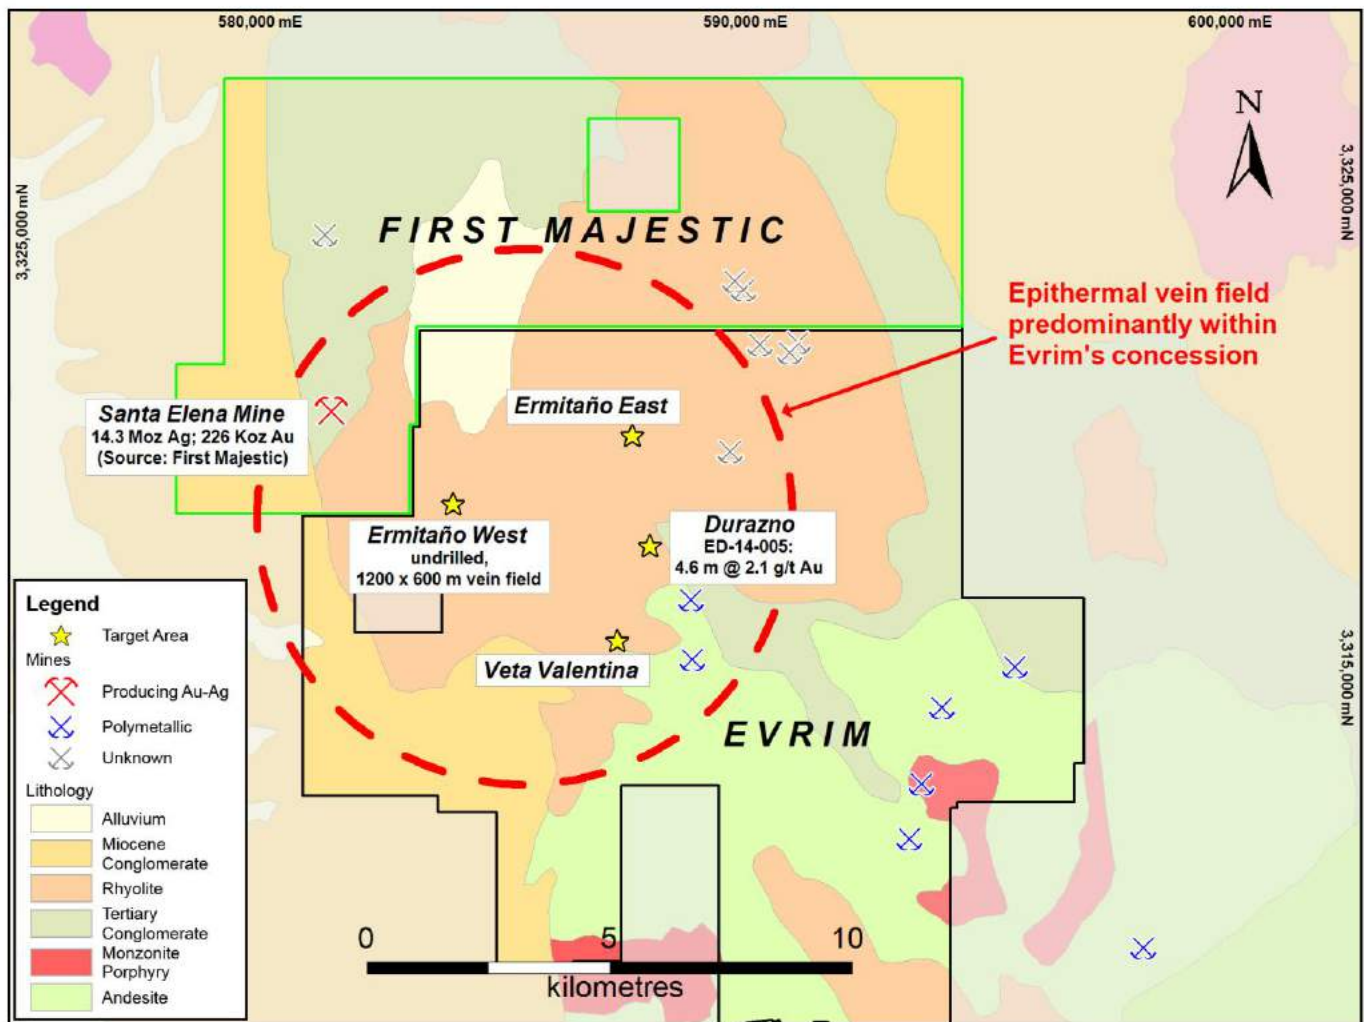 580,000 mE
590,000 mE
600,000 mE
N
3,325,000 mN
3,325,000 mN
FIRST MAJESTIC
Epithermal vein field
predominantly within
Evrim's concession
Santa Elena Mine
14.3 Moz Ag; 226 Koz Au
(Source: First Majestic)
Ermitaño East
Ermitaño West
undrilled,
1200 x 600 m vein field
Durazno
ED-14-005:
4.6 m @ 2.1 g/t Au
Veta Valentina
3,315,000 mN
EVRIM
Legend
Target Area
Mines
Producing Au-Ag
Polymetallic
Unknown
Lithology
Alluvium
Miocene
Conglomerate
Rhyolite
Tertiary
Conglomerate
Monzonite
Porphyry
Andesite
0
5
10
kilometres